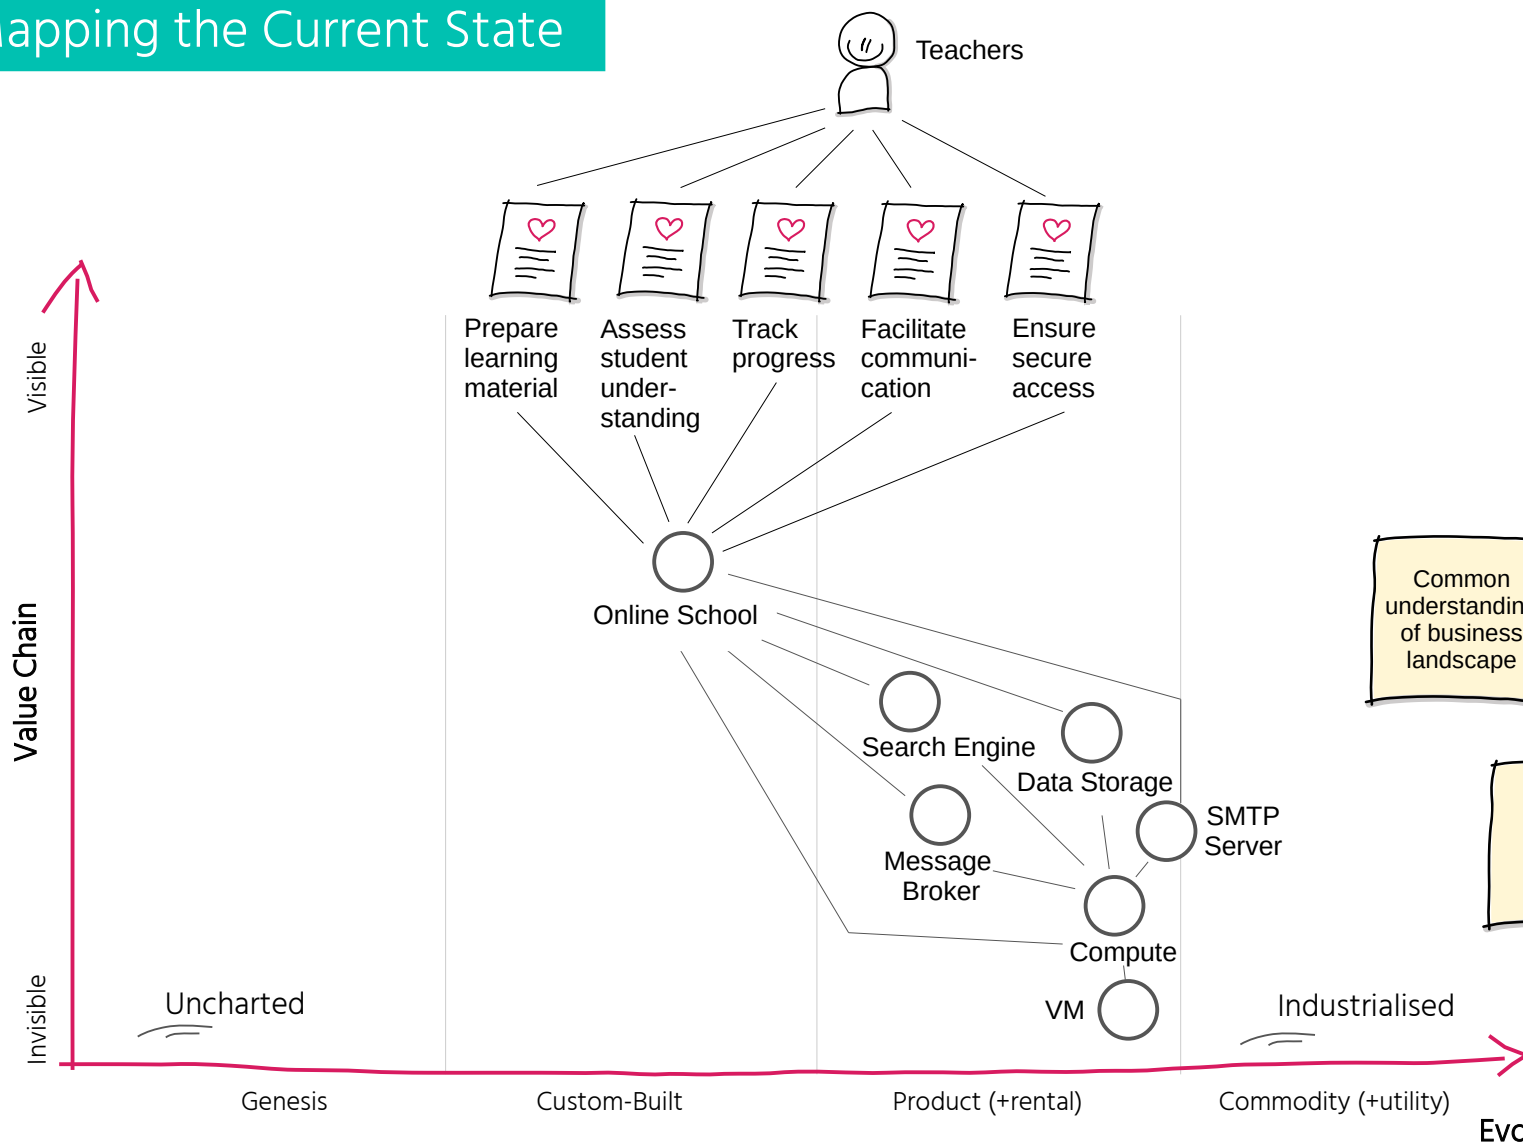 Mapping the Current State
Teachers
Prepare
learning
material
Assess
student
under-
standing
Track
progress
Facilitate
communi-
cation
Ensure
secure
access
Visible
Value Chain
Invisible
Online School
Search Engine
Data Storage
SMTP
Server
Message
Broker
Compute
VM
Common
understandin
of business
landscape
Uncharted
Industrialised
Genesis
Custom-Built
Product (+rental)
Commodity (+utility)
Evo